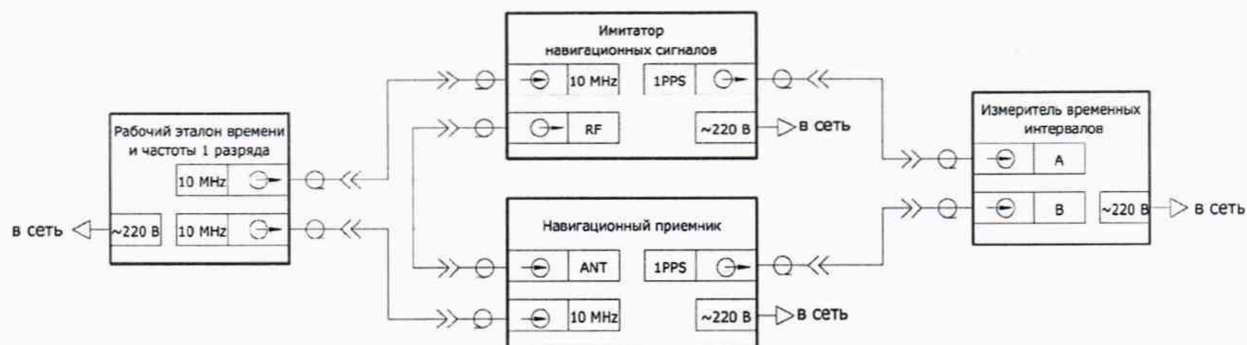 Имитатор
навигационных сигналов
10 MHz
1PPS
RF
~220 В
в сеть
Рабочий эталон времени
и частоты 1 разряда
10 MHz
в сеть
~220 В
10 MHz
Измеритель временных
интервалов
A
B
~220 В
в сеть
Навигационный приемник
ANT
1PPS
10 MHz
~220 В
в сеть